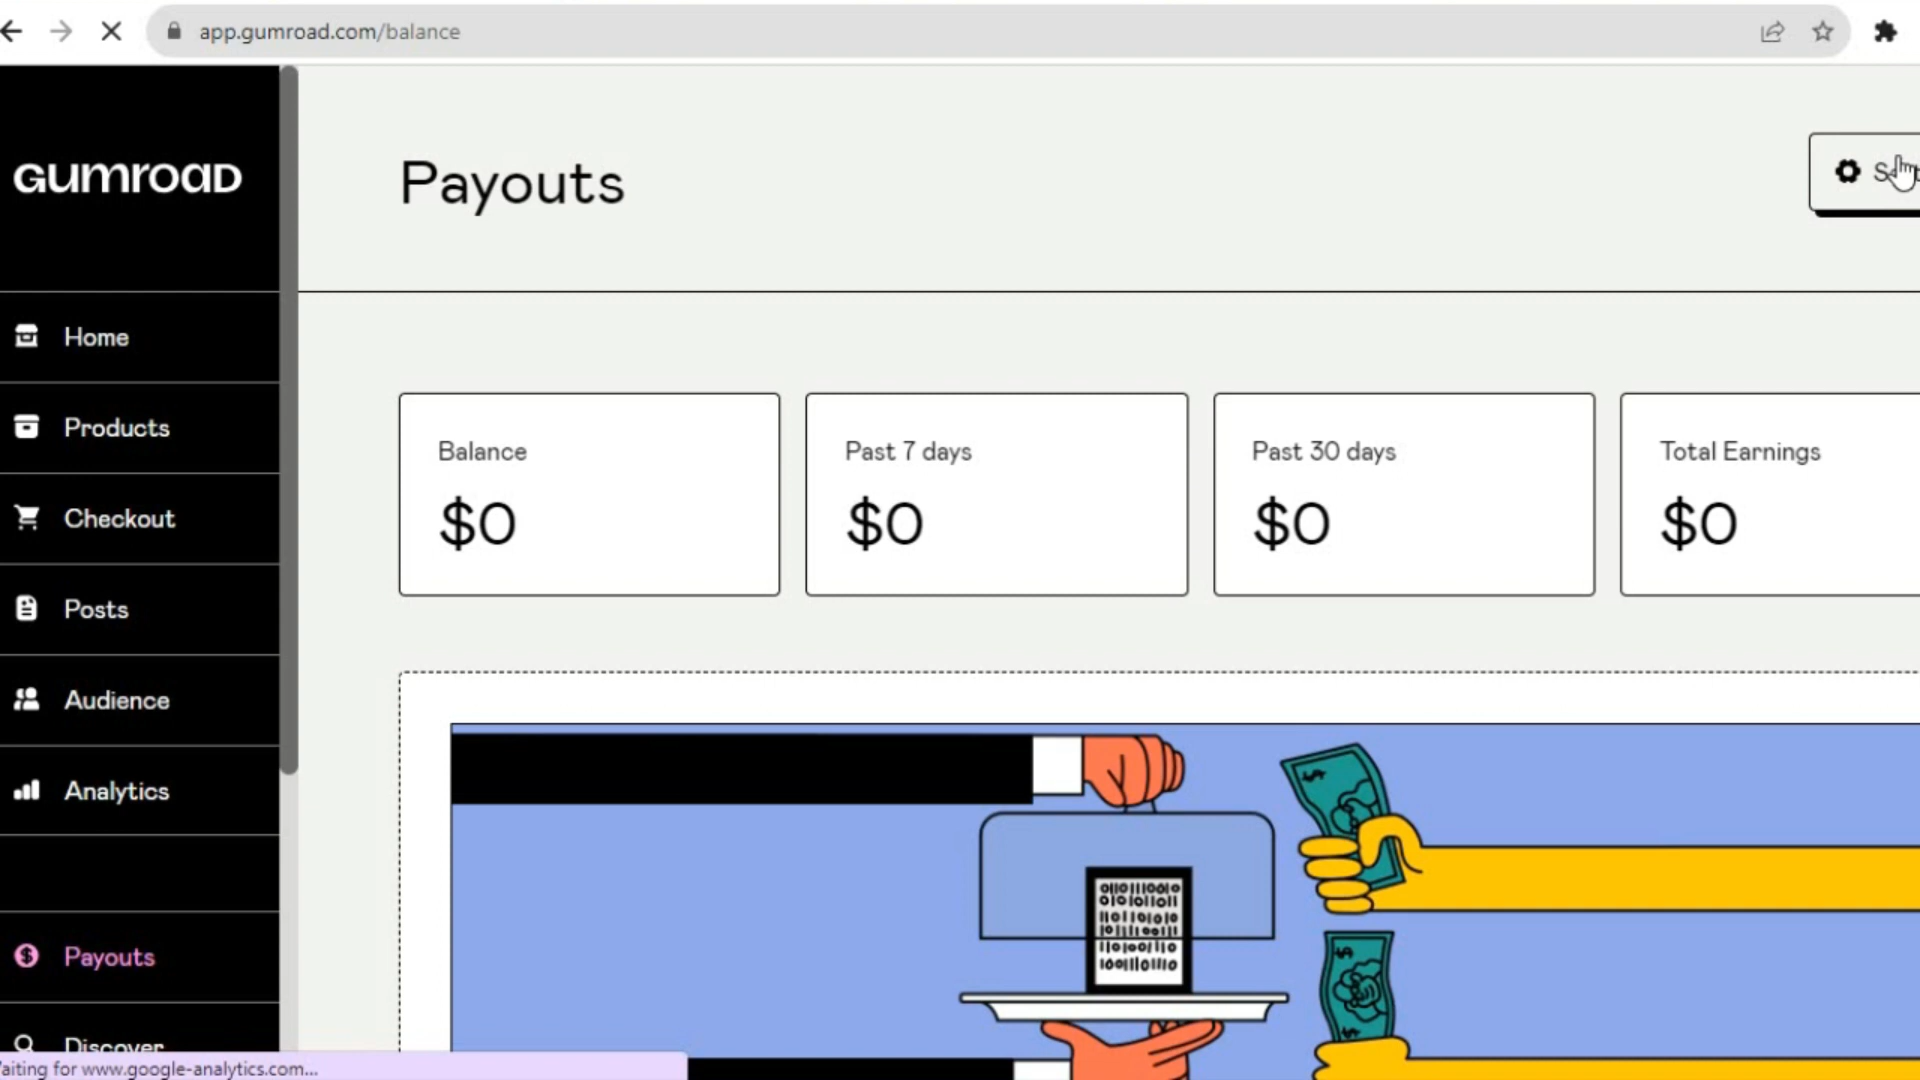 app.gumroad.com/balance
GUMROAD
Payouts
Home
Products
Checkout
Posts
Audience
Analytics
Payouts
Discover
Balance
$0
Past 7 days
$0
Past 30 days
$0
Total Earnings
$0
aiting for www.google-analytics.com...